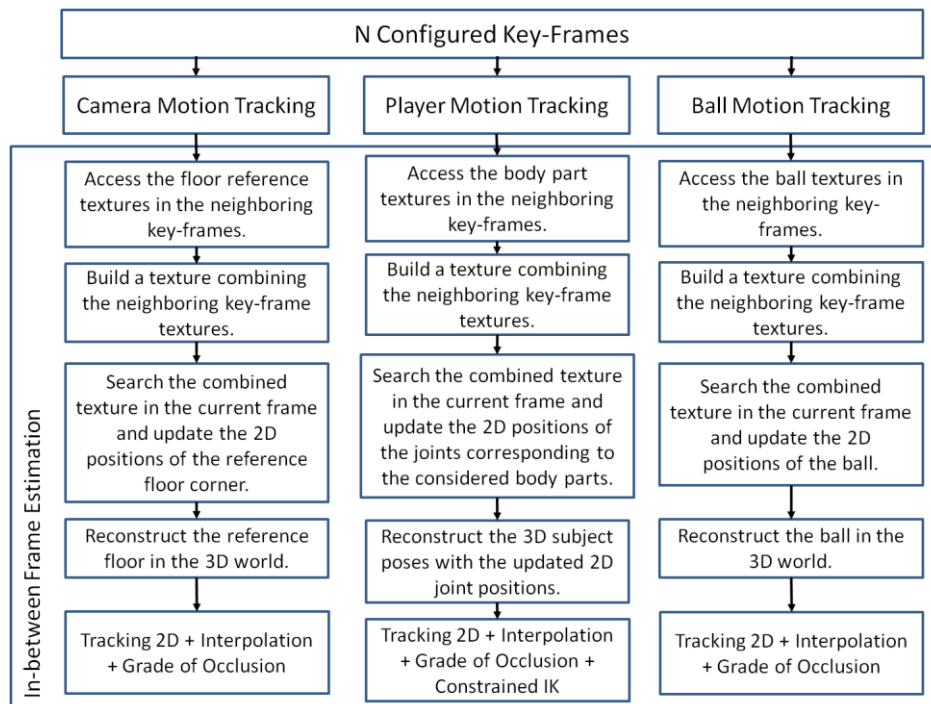 N Configured Key-Frames
Camera Motion Tracking
Player Motion Tracking
Ball Motion Tracking
In-between Frame Estimation
Access the floor reference
textures in the neighboring
key-frames.
Build a texture combining
the neighboring key-frame
textures.
Search the combined
texture in the current frame
and update the 2D
positions of the reference
floor corner.
Reconstruct the reference
floor in the 3D world.
Tracking 2D + Interpolation
+ Grade of Occlusion
Access the body part
textures in the neighboring
key-frames.
Build a texture combining
the neighboring key-frame
textures.
Search the combined texture
in the current frame and
update the 2D positions of
the joints corresponding to
the considered body parts.
Reconstruct the 3D subject
poses with the updated 2D
joint positions.
Tracking 2D + Interpolation
+ Grade of Occlusion +
Constrained IK
Access the ball textures in
the neighboring key-
frames.
Build a texture combining
the neighboring key-frame
textures.
Search the combined
texture in the current frame
and update the 2D
positions of the ball.
Reconstruct the ball in the
3D world.
Tracking 2D + Interpolation
+ Grade of Occlusion